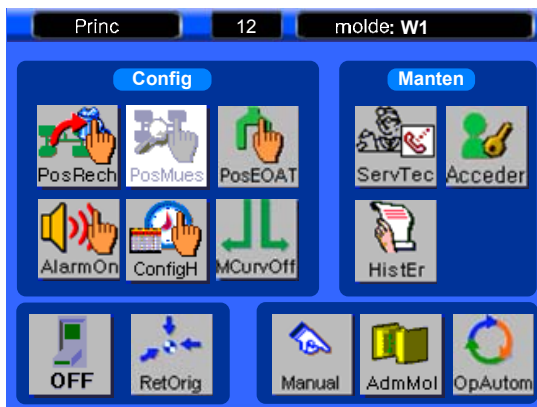 Princ 12 molde: W1
Config Manten
PosRech PosMues PosEOAT ServTec Acceder
AlarmOn ConfigH MCurvOff HistEr
OFF RetOrig Manual AdmMol OpAutom